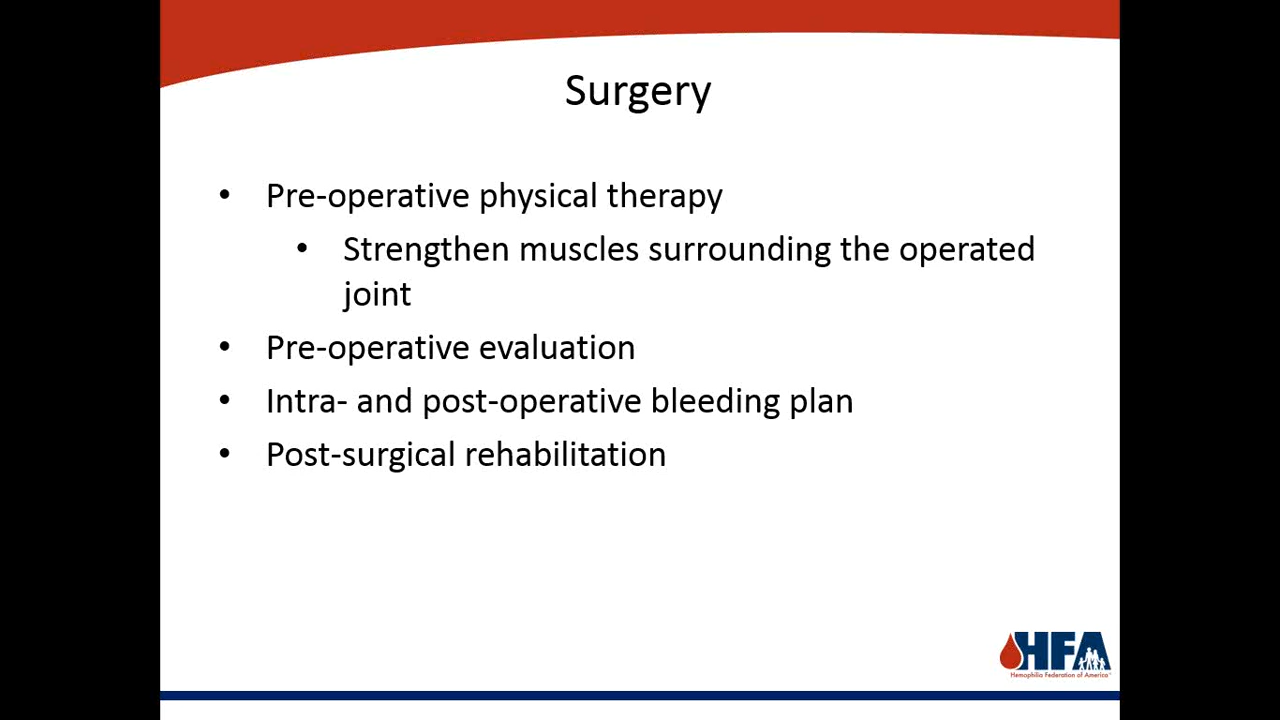 Surgery
• Pre-operative physical therapy
• Strengthen muscles surrounding the operated
joint
• Pre-operative evaluation
• Intra- and post-operative bleeding plan
• Post-surgical rehabilitation
HFA
Hemophilia Federation of America